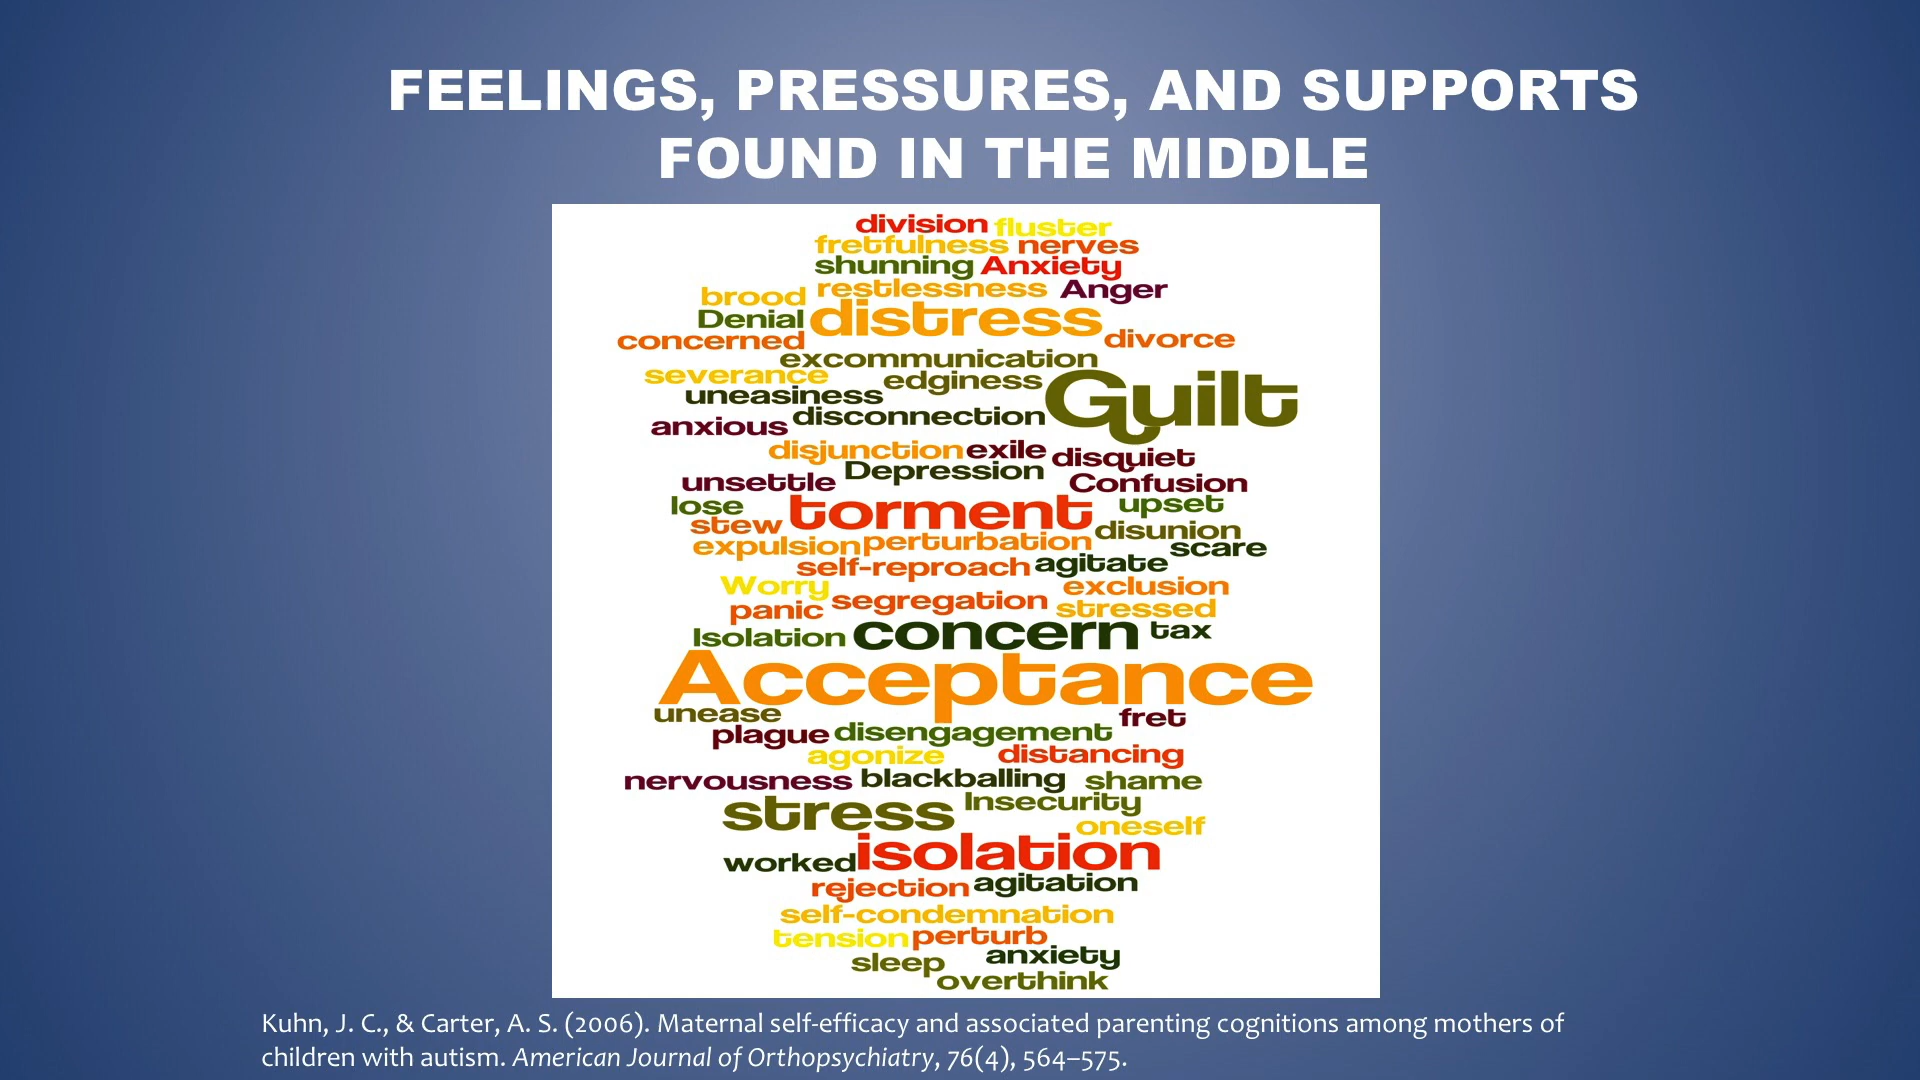 FEELINGS, PRESSURES, AND SUPPORTS
FOUND IN THE MIDDLE
division fluster
fretfulness nerves
shunning Anxiety
brood restlessness Anger
Denial distress
concerned divorce
excommunication
severance edginess Guilt
uneasiness
anxious disconnection
disjunction exile disquiet
unsettle Depression Confusion
lose torment upset
stew disunion
expulsion perturbation scare
self-reproach agitate
Worry exclusion
panic segregation stressed
Isolation concern tax
Acceptance
unease fret
plague disengagement
agonize distancing
nervousness blackballing shame
stress Insecurity
oneself
worked isolation
rejection agitation
self-condemnation
tension perturb
sleep anxiety
overthink
Kuhn, J. C., & Carter, A. S. (2006). Maternal self-efficacy and associated parenting cognitions among mothers of
children with autism. American Journal of Orthopsychiatry, 76(4), 564–575.